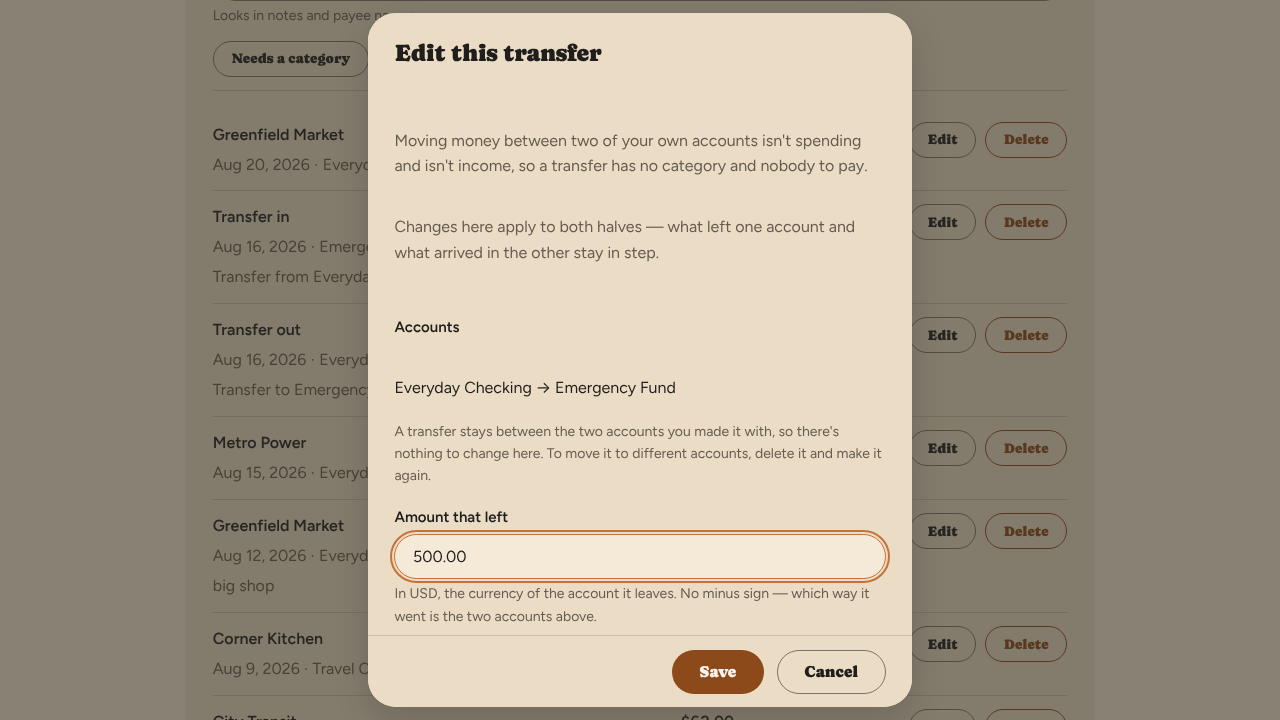 Looks in notes and payee
Needs a category
Edit this transfer
Moving money between two of your own accounts isn't spending
and isn't income, so a transfer has no category and nobody to pay.
Changes here apply to both halves — what left one account and
what arrived in the other stay in step.
Accounts
Everyday Checking → Emergency Fund
A transfer stays between the two accounts you made it with, so there's
nothing to change here. To move it to different accounts, delete it and make it
again.
Amount that left
500.00
In USD, the currency of the account it leaves. No minus sign — which way it
went is the two accounts above.
Save
Cancel
Greenfield Market
Aug 20, 2026 ·
Edit
Delete
Transfer in
Aug 16, 2026 ·
Transfer from
Edit
Delete
Transfer out
Aug 16, 2026 ·
Transfer to
Edit
Delete
Metro Power
Aug 15, 2026 ·
Edit
Delete
Greenfield Market
Aug 12, 2026 ·
big shop
Edit
Delete
Corner Kitchen
Aug 9, 2026 · Travel
Edit
Delete
City Transit
$62.00